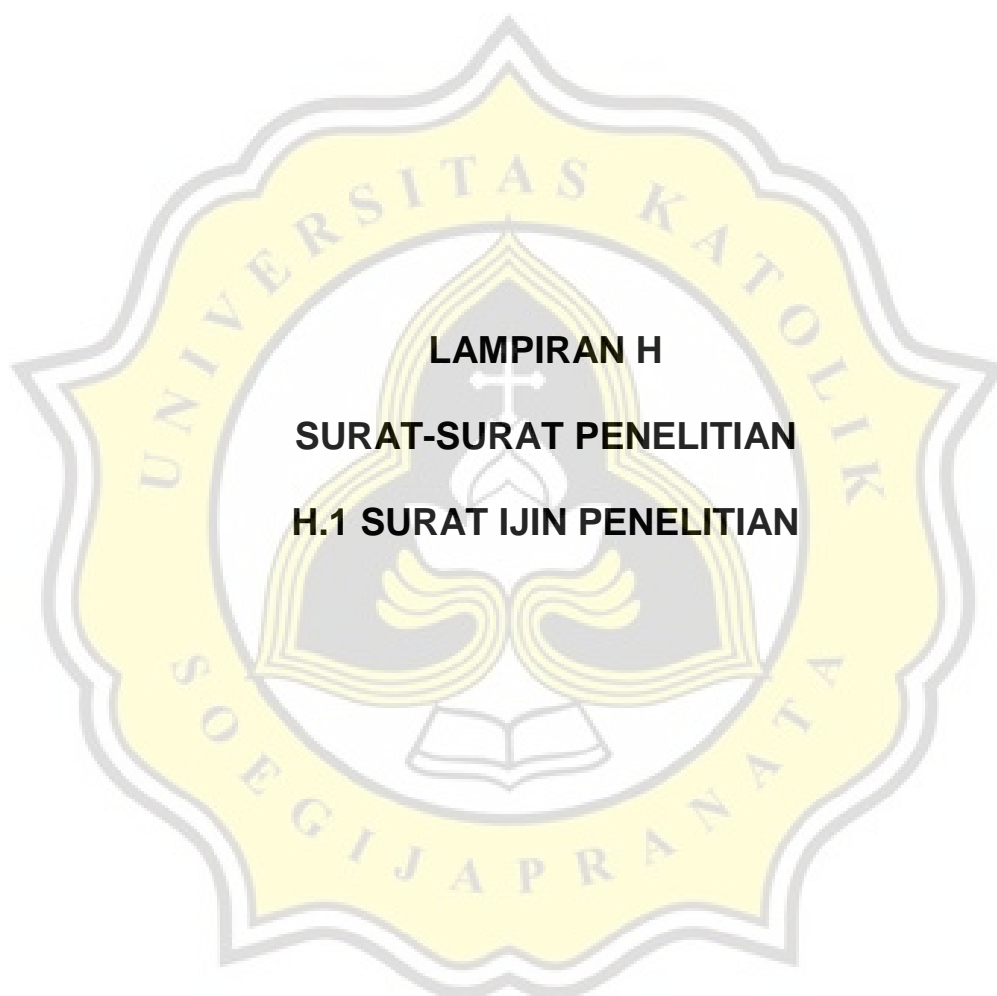 UNIVERSITAS KATOLIK
LAMPIRAN H
SURAT-SURAT PENELITIAN
H.1 SURAT IJIN PENELITIAN
SOEGIJAPRANATA